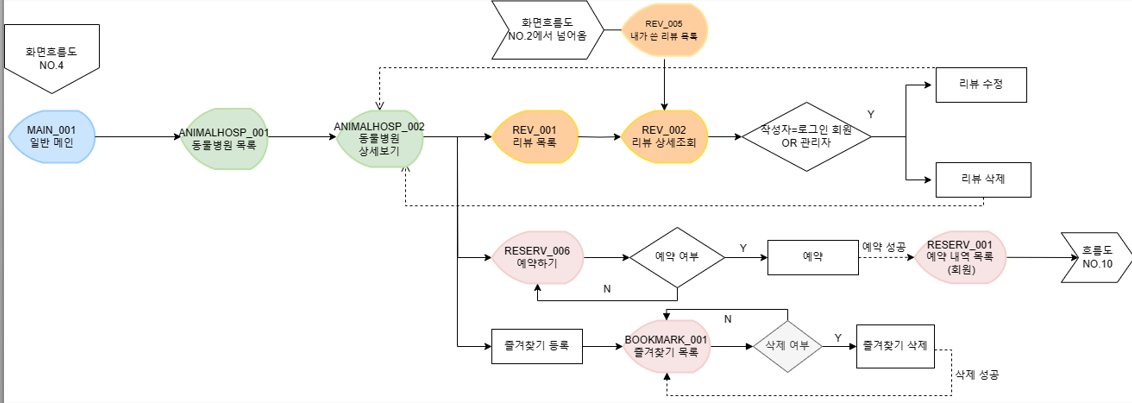 화면흐름도
NO.4
화면흐름도
NO.2에서 넘어옴
REV_005
내가 쓴 리뷰 목록
MAIN_001
일반 메인
ANIMALHOSP_001
동물병원 목록
ANIMALHOSP_002
동물병원
상세보기
REV_001
리뷰 목록
REV_002
리뷰 상세조회
작성자=로그인 회원
OR 관리자
Y
리뷰 수정
리뷰 삭제
RESERV_006
예약하기
예약 여부
Y
N
예약
예약 성공
RESERV_001
예약 내역 목록
(회원)
흐름도
NO.10
즐겨찾기 등록
BOOKMARK_001
즐겨찾기 목록
N
삭제 여부
Y
즐겨찾기 삭제
삭제 성공